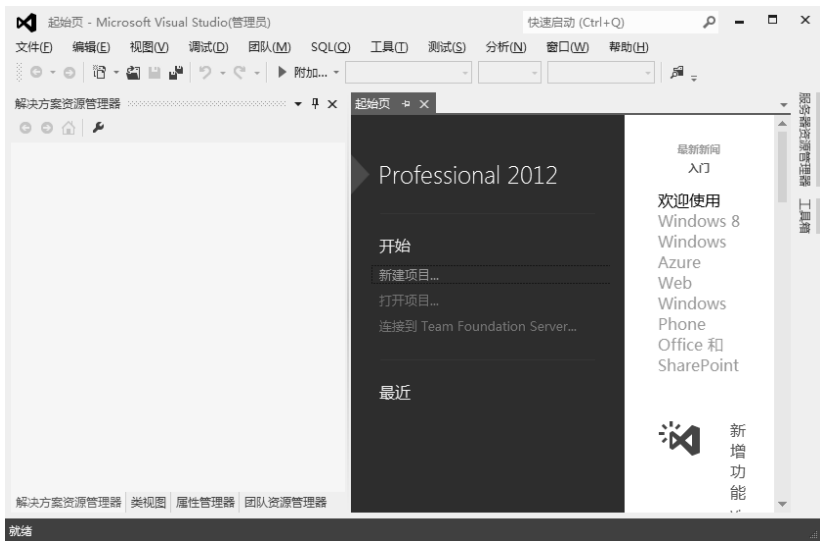 起始页 - Microsoft Visual Studio(管理员)
快速启动 (Ctrl+Q)
文件(F) 编辑(E) 视图(V) 调试(D) 团队(M) SQL(Q) 工具(T) 测试(S) 分析(N) 窗口(W) 帮助(H)
附加...
解决方案资源管理器
起始页
Professional 2012
开始
新建项目...
打开项目...
连接到 Team Foundation Server...
最近
最新新闻
入门
欢迎使用
Windows 8
Windows
Azure
Web
Windows
Phone
Office 和
SharePoint
新
增
功
能
服务器资源管理器
工具箱
解决方案资源管理器 类视图 属性管理器 团队资源管理器
就绪